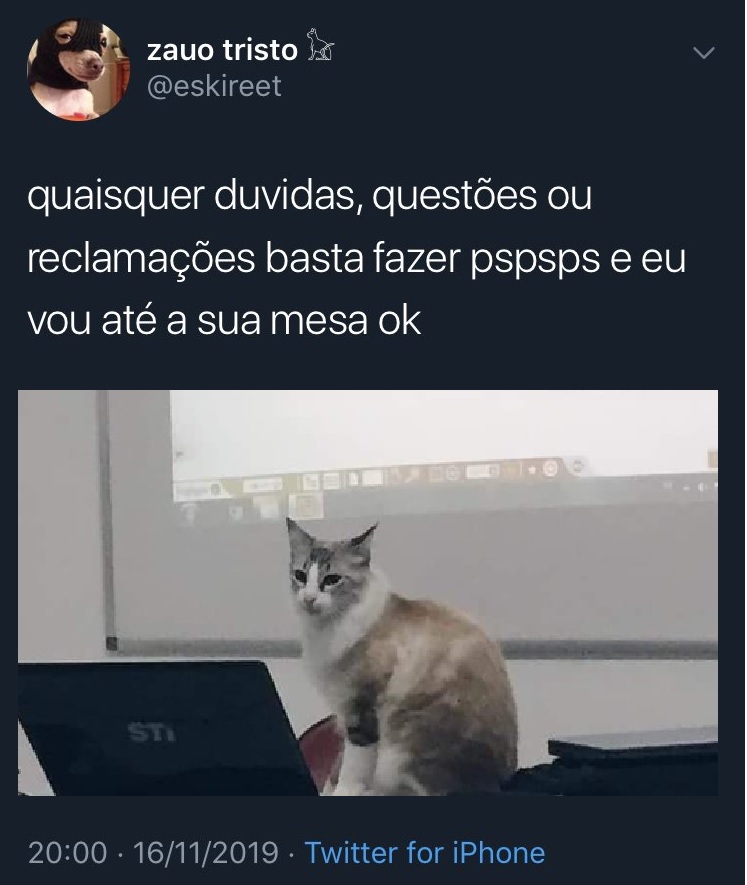 zauo tristo
@eskireet
quaisquer duvidas, questões ou
reclamações basta fazer pspsps e eu
vou até a sua mesa ok
STi
20:00 · 16/11/2019 · Twitter for iPhone